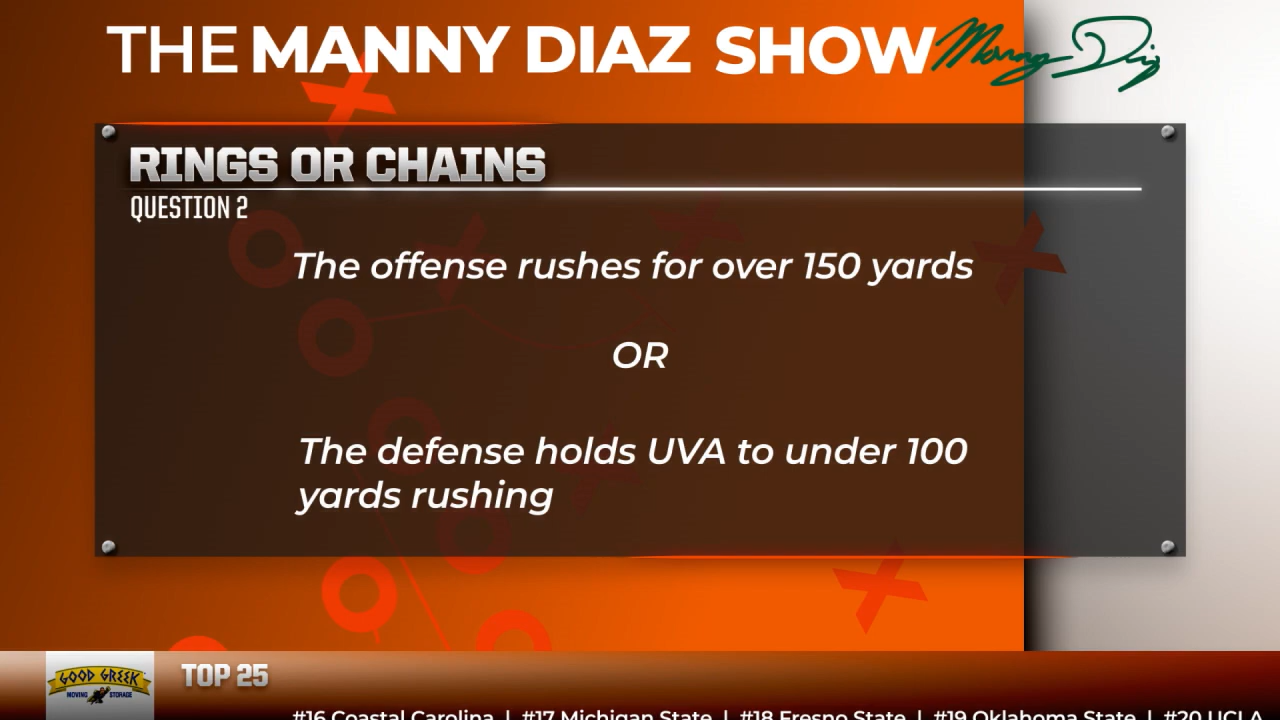 THE MANNY DIAZ SHOW
Manny Diaz
RINGS OR CHAINS
QUESTION 2
The offense rushes for over 150 yards
OR
The defense holds UVA to under 100
yards rushing
GOOD GREEK
MOVING STORAGE
TOP 25
#16 Coastal Carolina | #17 Michigan State | #18 Fresno State | #19 Oklahoma State | #20 UCLA